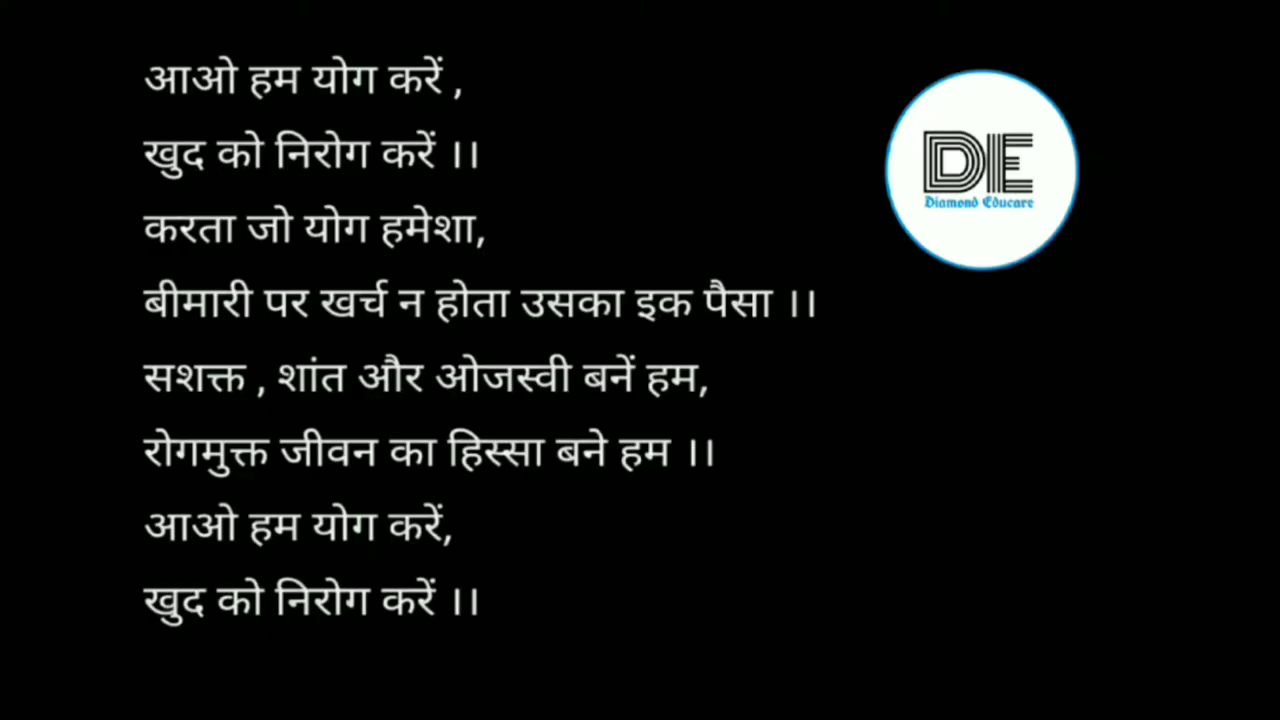 आओ हम योग करें ,
खुद को निरोग करें ।।
करता जो योग हमेशा,
बीमारी पर खर्च न होता उसका इक पैसा ।।
सशक्त , शांत और ओजस्वी बनें हम,
रोगमुक्त जीवन का हिस्सा बने हम ।।
आओ हम योग करें,
खुद को निरोग करें ।।
DE
Diamond Educare